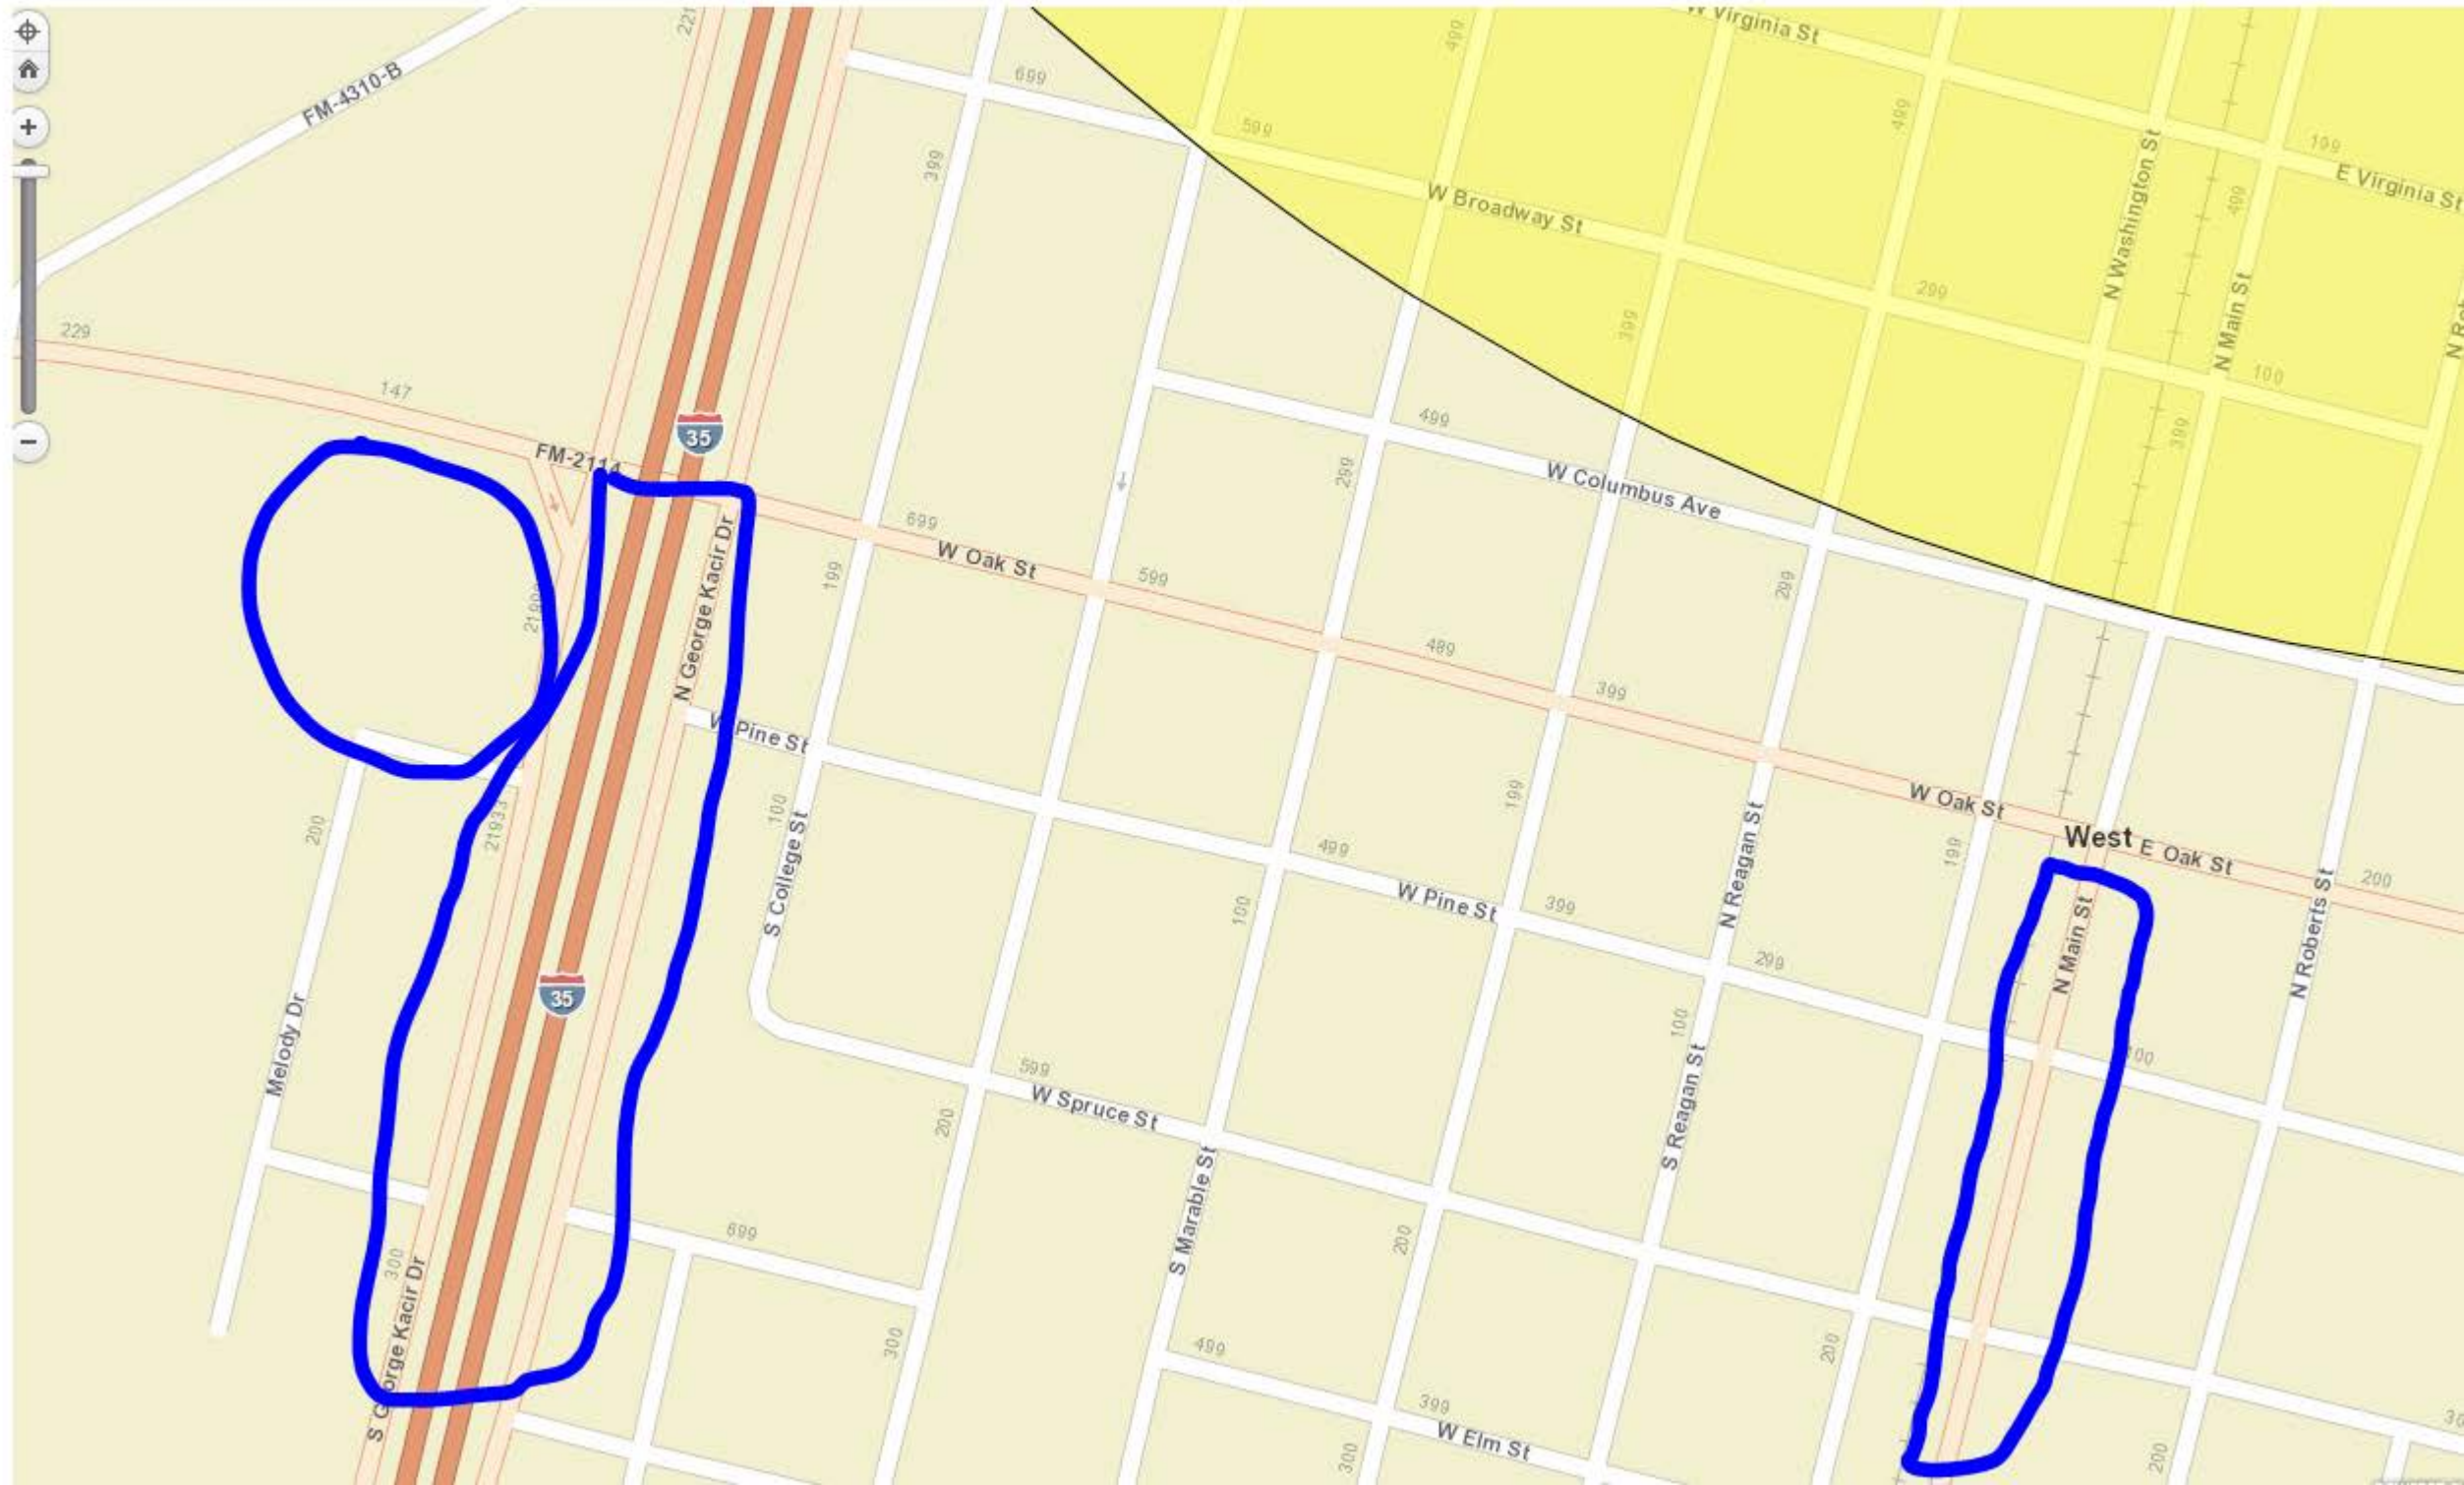 W Virginia St
221
499
FM-4310-B
699
599
499
399
199
N Washington St
E Virginia St
W Broadway St
499
299
N Main St
399
229
100
147
499
35
299
399
FM-2114
W Columbus Ave
699
W Oak St
199
599
299
N George Kacir Dr
489
399
W Pine St
100
199
W Oak St
West
E Oak St
200
21933
200
S College St
499
199
N Reagan St
W Pine St
399
100
N Main St
N Roberts St
299
35
Melody Dr
100
100
599
W Spruce St
S Reagan St
200
S Marable St
699
200
300
S George Kacir Dr
300
499
200
399
W Elm St
300
200